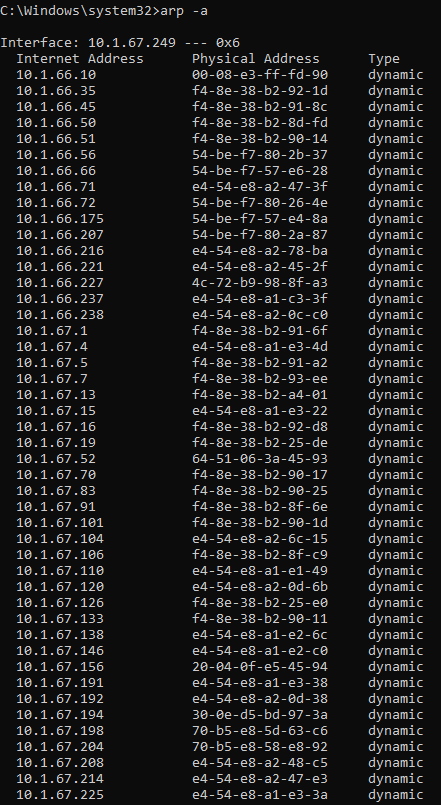 C:\Windows\system32>arp -a
Interface: 10.1.67.249 --- 0x6
Internet Address Physical Address Type
10.1.66.10 00-08-e3-ff-fd-90 dynamic
10.1.66.35 f4-8e-38-b2-92-1d dynamic
10.1.66.45 f4-8e-38-b2-91-8c dynamic
10.1.66.50 f4-8e-38-b2-8d-fd dynamic
10.1.66.51 f4-8e-38-b2-90-14 dynamic
10.1.66.56 54-be-f7-80-2b-37 dynamic
10.1.66.66 54-be-f7-57-e6-28 dynamic
10.1.66.71 e4-54-e8-a2-47-3f dynamic
10.1.66.72 54-be-f7-80-26-4e dynamic
10.1.66.175 54-be-f7-57-e4-8a dynamic
10.1.66.207 54-be-f7-80-2a-87 dynamic
10.1.66.216 e4-54-e8-a2-78-ba dynamic
10.1.66.221 e4-54-e8-a2-45-2f dynamic
10.1.66.227 4c-72-b9-98-8f-a3 dynamic
10.1.66.237 e4-54-e8-a1-c3-3f dynamic
10.1.66.238 e4-54-e8-a2-0c-c0 dynamic
10.1.67.1 f4-8e-38-b2-91-6f dynamic
10.1.67.4 e4-54-e8-a1-e3-4d dynamic
10.1.67.5 f4-8e-38-b2-91-a2 dynamic
10.1.67.7 f4-8e-38-b2-93-ee dynamic
10.1.67.13 f4-8e-38-b2-a4-01 dynamic
10.1.67.15 e4-54-e8-a1-e3-22 dynamic
10.1.67.16 f4-8e-38-b2-92-d8 dynamic
10.1.67.19 f4-8e-38-b2-25-de dynamic
10.1.67.52 64-51-06-3a-45-93 dynamic
10.1.67.70 f4-8e-38-b2-90-17 dynamic
10.1.67.83 f4-8e-38-b2-90-25 dynamic
10.1.67.91 f4-8e-38-b2-8f-6e dynamic
10.1.67.101 f4-8e-38-b2-90-1d dynamic
10.1.67.104 e4-54-e8-a2-6c-15 dynamic
10.1.67.106 f4-8e-38-b2-8f-c9 dynamic
10.1.67.110 e4-54-e8-a1-e1-49 dynamic
10.1.67.120 e4-54-e8-a2-0d-6b dynamic
10.1.67.126 f4-8e-38-b2-25-e0 dynamic
10.1.67.133 f4-8e-38-b2-90-11 dynamic
10.1.67.138 e4-54-e8-a1-e2-6c dynamic
10.1.67.146 e4-54-e8-a1-e2-c0 dynamic
10.1.67.156 20-04-0f-e5-45-94 dynamic
10.1.67.191 e4-54-e8-a1-e3-38 dynamic
10.1.67.192 e4-54-e8-a2-0d-38 dynamic
10.1.67.194 30-0e-d5-bd-97-3a dynamic
10.1.67.198 70-b5-e8-5d-63-c6 dynamic
10.1.67.204 70-b5-e8-58-e8-92 dynamic
10.1.67.208 e4-54-e8-a2-48-c5 dynamic
10.1.67.214 e4-54-e8-a2-47-e3 dynamic
10.1.67.225 e4-54-e8-a1-e3-3a dynamic